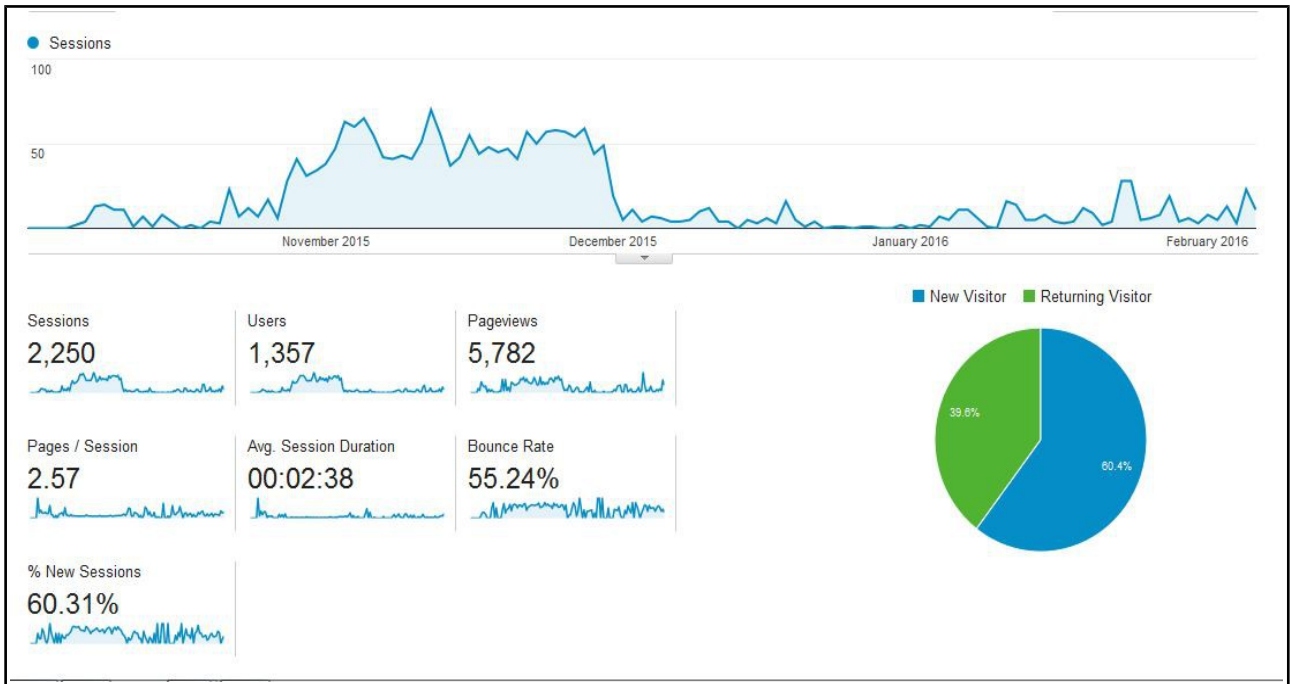 Sessions
100
50
November 2015 December 2015 January 2016 February 2016
New Visitor Returning Visitor
Sessions Users Pageviews
2,250 1,357 5,782
Pages / Session Avg. Session Duration Bounce Rate
2.57 00:02:38 55.24%
39.6%
60.4%
% New Sessions
60.31%